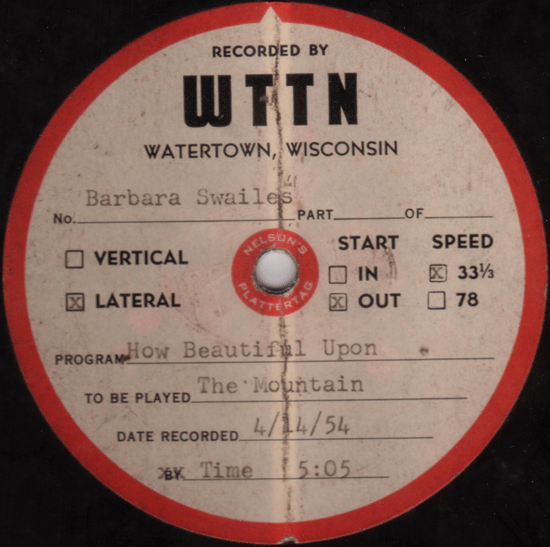 RECORDED BY
WTTN
WATERTOWN, WISCONSIN
Barbara Swailes
No. PART OF
VERTICAL
LATERAL
NELSON'S
PLATTERTAG
START
IN
OUT
SPEED
33⅓
78
PROGRAM How Beautiful Upon
TO BE PLAYED The Mountain
DATE RECORDED 4/14/54
BY xx Time 5:05